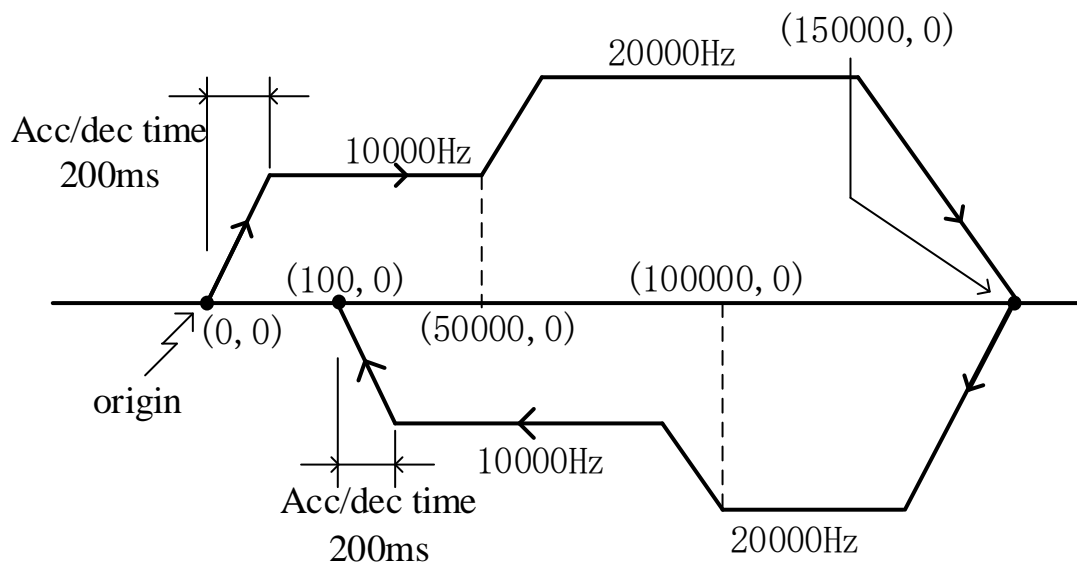 (150000,0)
20000Hz
Acc/dec time
200ms
10000Hz
(100,0)
(100000,0)
(0,0)
(50000,0)
origin
10000Hz
Acc/dec time
200ms
20000Hz